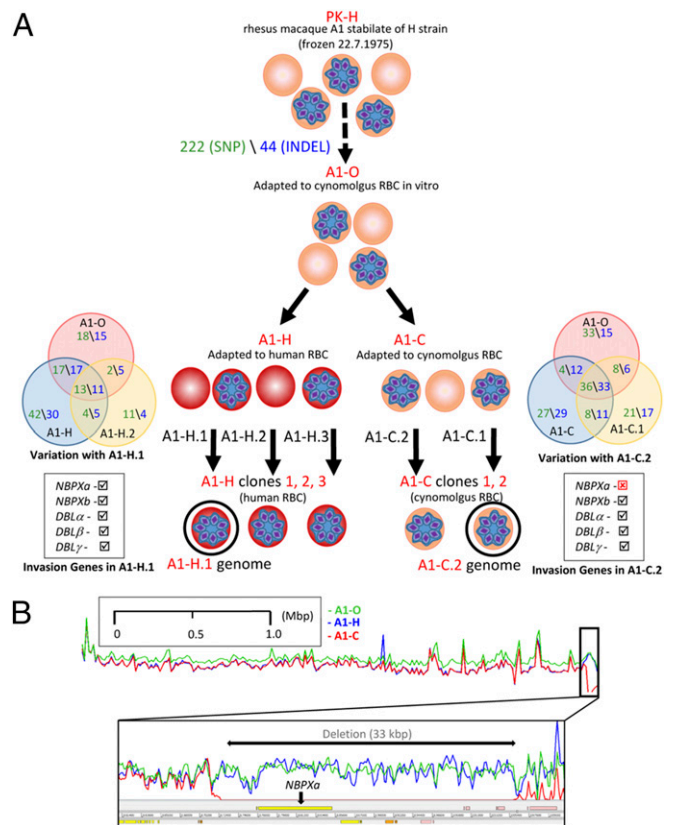 A
PK-H
rhesus macaque A1 stabilate of H strain
(frozen 22.7.1975)
222 (SNP) \ 44 (INDEL)
A1-O
Adapted to cynomolgus RBC in vitro
A1-O
18\15
17\17
2\5
13\11
42\30
4\5
11\4
A1-H
A1-H.2
Variation with A1-H.1
A1-H
Adapted to human RBC
A1-C
Adapted to cynomolgus RBC
A1-O
33\15
4\12
8\6
36\33
27\29
8\11
21\17
A1-C
A1-C.1
Variation with A1-C.2
A1-H.1
A1-H.2
A1-H.3
A1-C.2
A1-C.1
A1-H clones 1, 2, 3
(human RBC)
A1-C clones 1, 2
(cynomolgus RBC)
NBPXa - ☑
NBPXb - ☑
DBLα - ☑
DBLβ - ☑
DBLγ - ☑
Invasion Genes in A1-H.1
A1-H.1 genome
A1-C.2 genome
NBPXa - ☒
NBPXb - ☑
DBLα - ☑
DBLβ - ☑
DBLγ - ☑
Invasion Genes in A1-C.2
B
(Mbp)
0 0.5 1.0
- A1-O
- A1-H
- A1-C
Deletion (33 kbp)
NBPXa